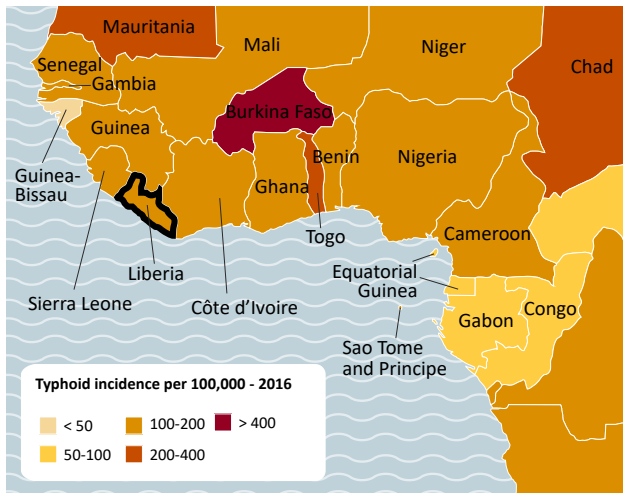 Mauritania
Mali
Niger
Chad
Senegal
Gambia
Burkina Faso
Guinea
Benin
Nigeria
Ghana
Guinea-
Bissau
Togo
Cameroon
Liberia
Equatorial
Guinea
Sierra Leone
Côte d’Ivoire
Gabon
Congo
Sao Tome
and Principe
Typhoid incidence per 100,000 - 2016
< 50
100-200
> 400
50-100
200-400